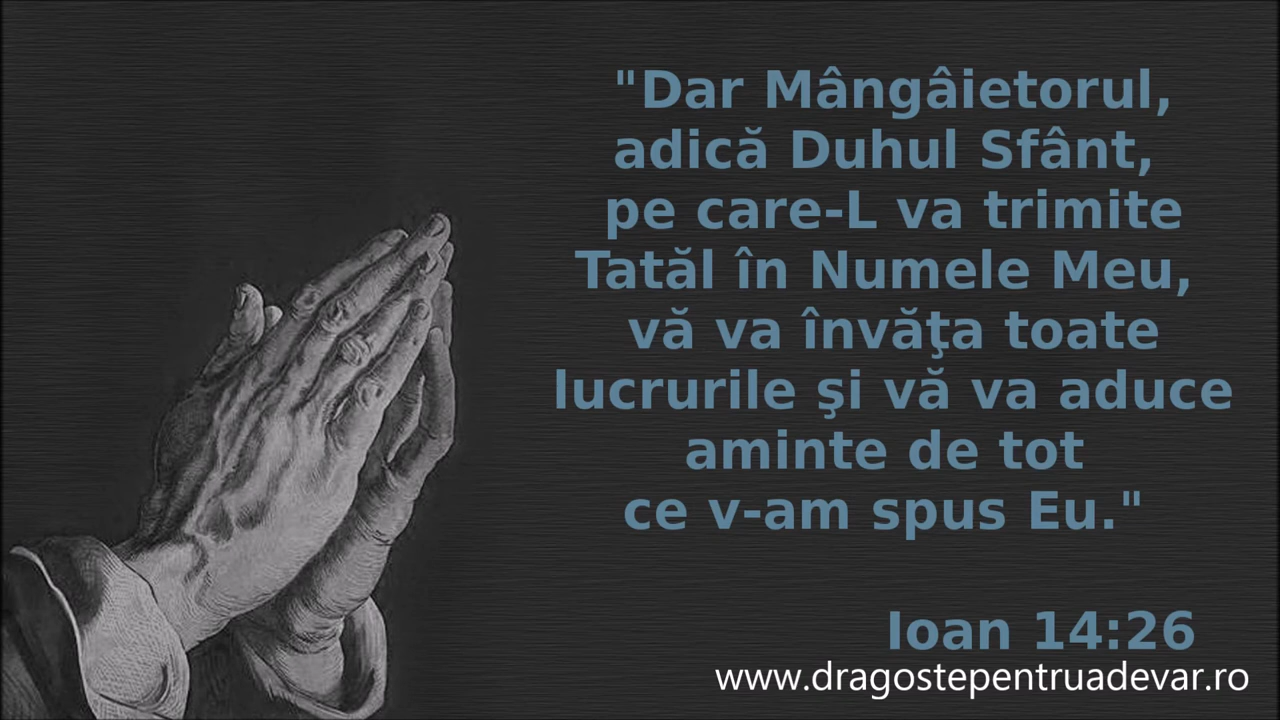 "Dar Mângâietorul,
adică Duhul Sfânt,
pe care-L va trimite
Tatăl în Numele Meu,
vă va învăţa toate
lucrurile şi vă va aduce
aminte de tot
ce v-am spus Eu."
Ioan 14:26
www.dragostepentruadevar.ro